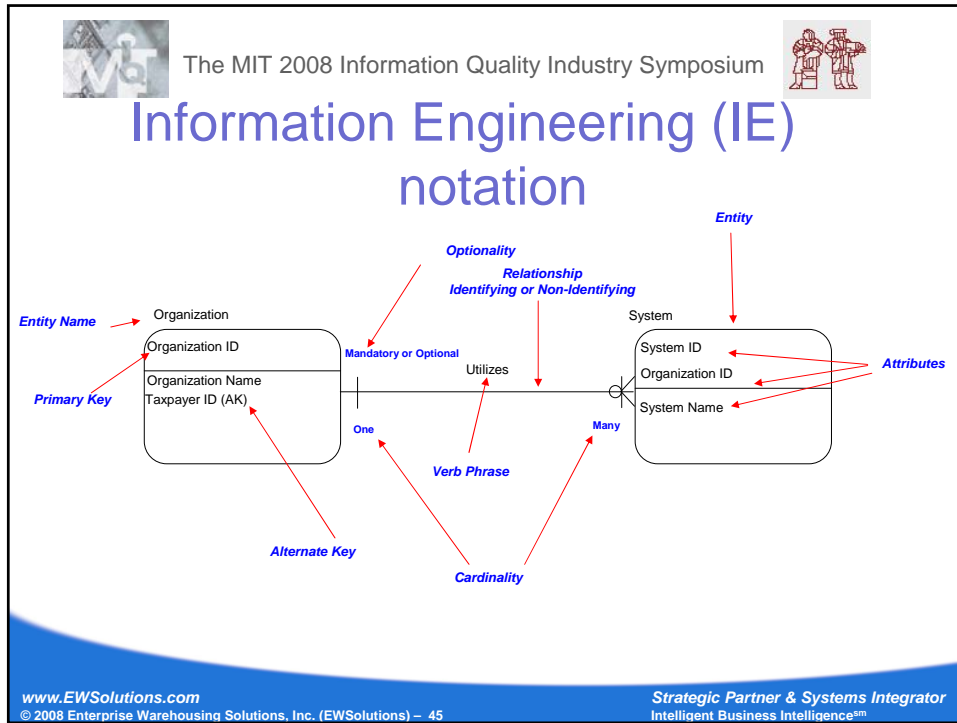 The MIT 2008 Information Quality Industry Symposium
Information Engineering (IE)
notation
Entity
Optionality
Relationship
Identifying or Non-Identifying
Entity Name
Organization
System
Organization ID
Mandatory or Optional
System ID
Attributes
Utilizes
Organization ID
Primary Key
Organization Name
Taxpayer ID (AK)
System Name
One
Many
Verb Phrase
Alternate Key
Cardinality
www.EWSolutions.com
Strategic Partner & Systems Integrator
© 2008 Enterprise Warehousing Solutions, Inc. (EWSolutions) – 45
Intelligent Business Intelligence℠